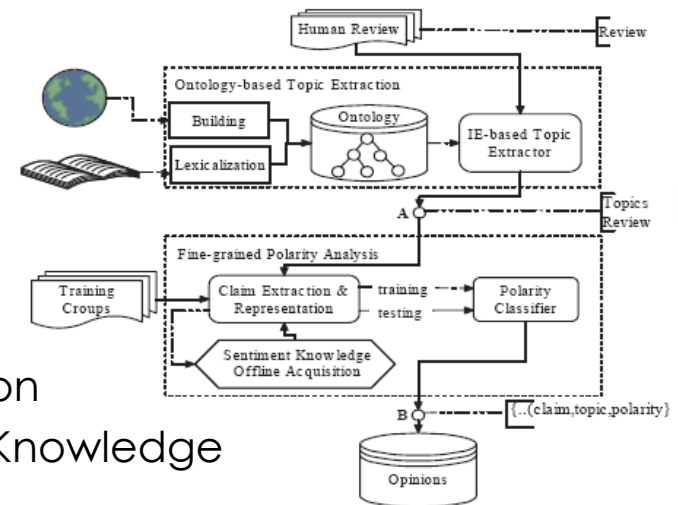 Human Review
Review
Ontology-based Topic Extraction
Building
Ontology
Lexicalization
IE-based Topic
Extractor
A
Topics
Review
Fine-grained Polarity Analysis
Training
Croups
Claim Extraction &
Representation
training
testing
Polarity
Classifier
Sentiment Knowledge
Offline Acquisition
on
Knowledge
B
{..(claim,topic,polarity}
Opinions